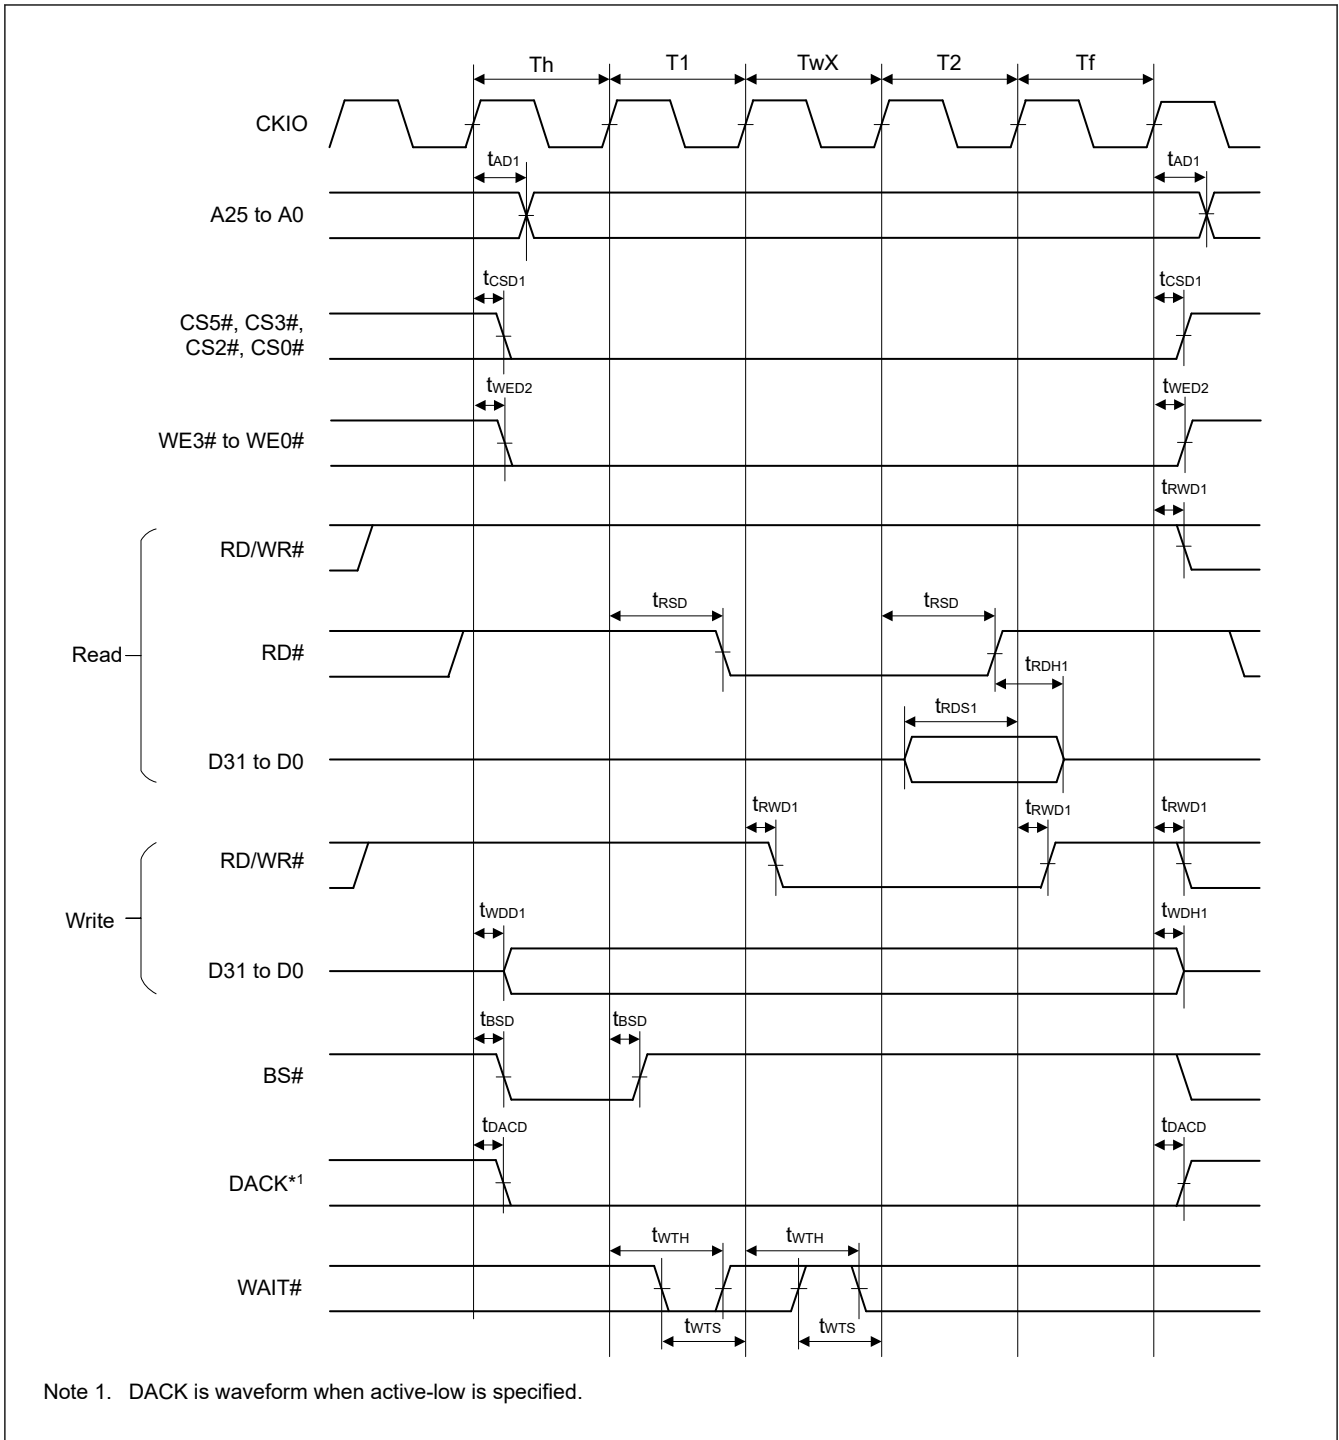 Th T1 TwX T2 Tf
CKIO
tAD1 tAD1
A25 to A0
tCSD1 tCSD1
CS5#, CS3#,
CS2#, CS0#
tWED2 tWED2
WE3# to WE0#
tRWD1
RD/WR#
tRSD tRSD
Read
RD#
tRDH1
tRDS1
D31 to D0
tRWD1 tRWD1 tRWD1
RD/WR#
Write
tWDD1 tWDH1
D31 to D0
tBSD tBSD
BS#
tDACD tDACD
DACK*1
tWTH tWTH
WAIT#
tWTS tWTS
Note 1. DACK is waveform when active-low is specified.